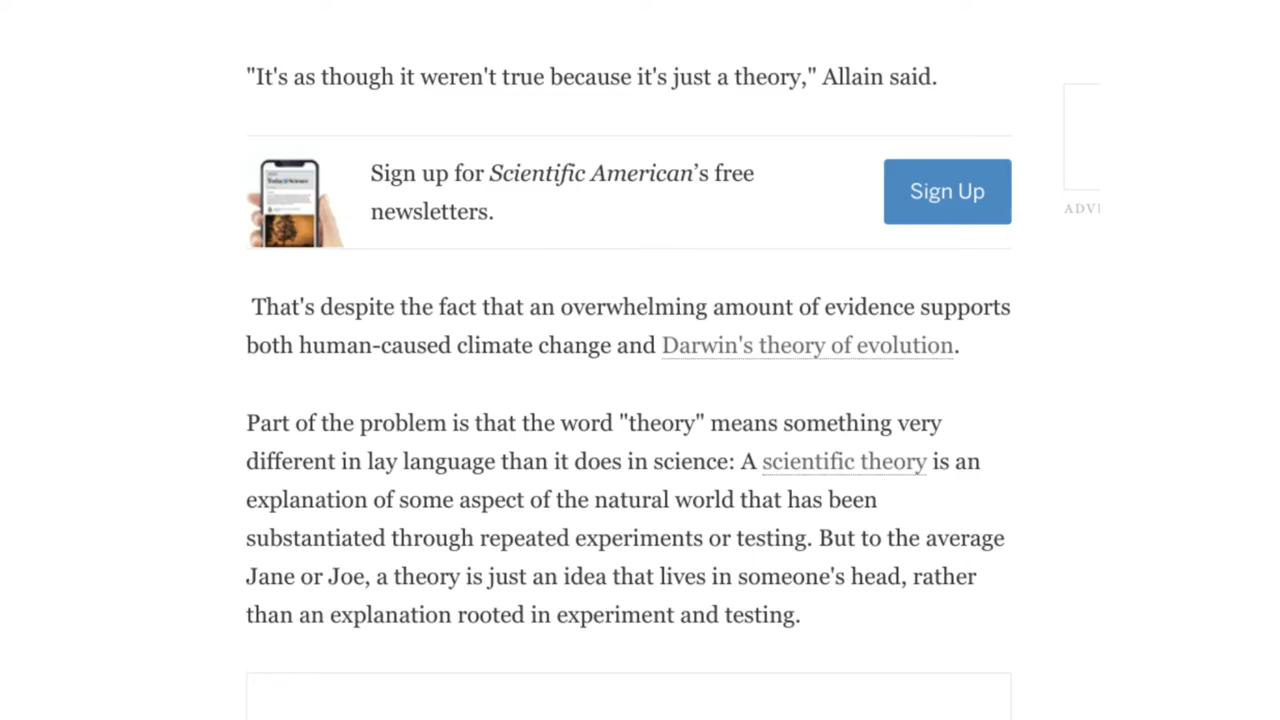 "It's as though it weren't true because it's just a theory," Allain said.
Sign up for Scientific American's free
newsletters.
Sign Up
ADV
That's despite the fact that an overwhelming amount of evidence supports
both human-caused climate change and Darwin's theory of evolution.
Part of the problem is that the word "theory" means something very
different in lay language than it does in science: A scientific theory is an
explanation of some aspect of the natural world that has been
substantiated through repeated experiments or testing. But to the average
Jane or Joe, a theory is just an idea that lives in someone's head, rather
than an explanation rooted in experiment and testing.